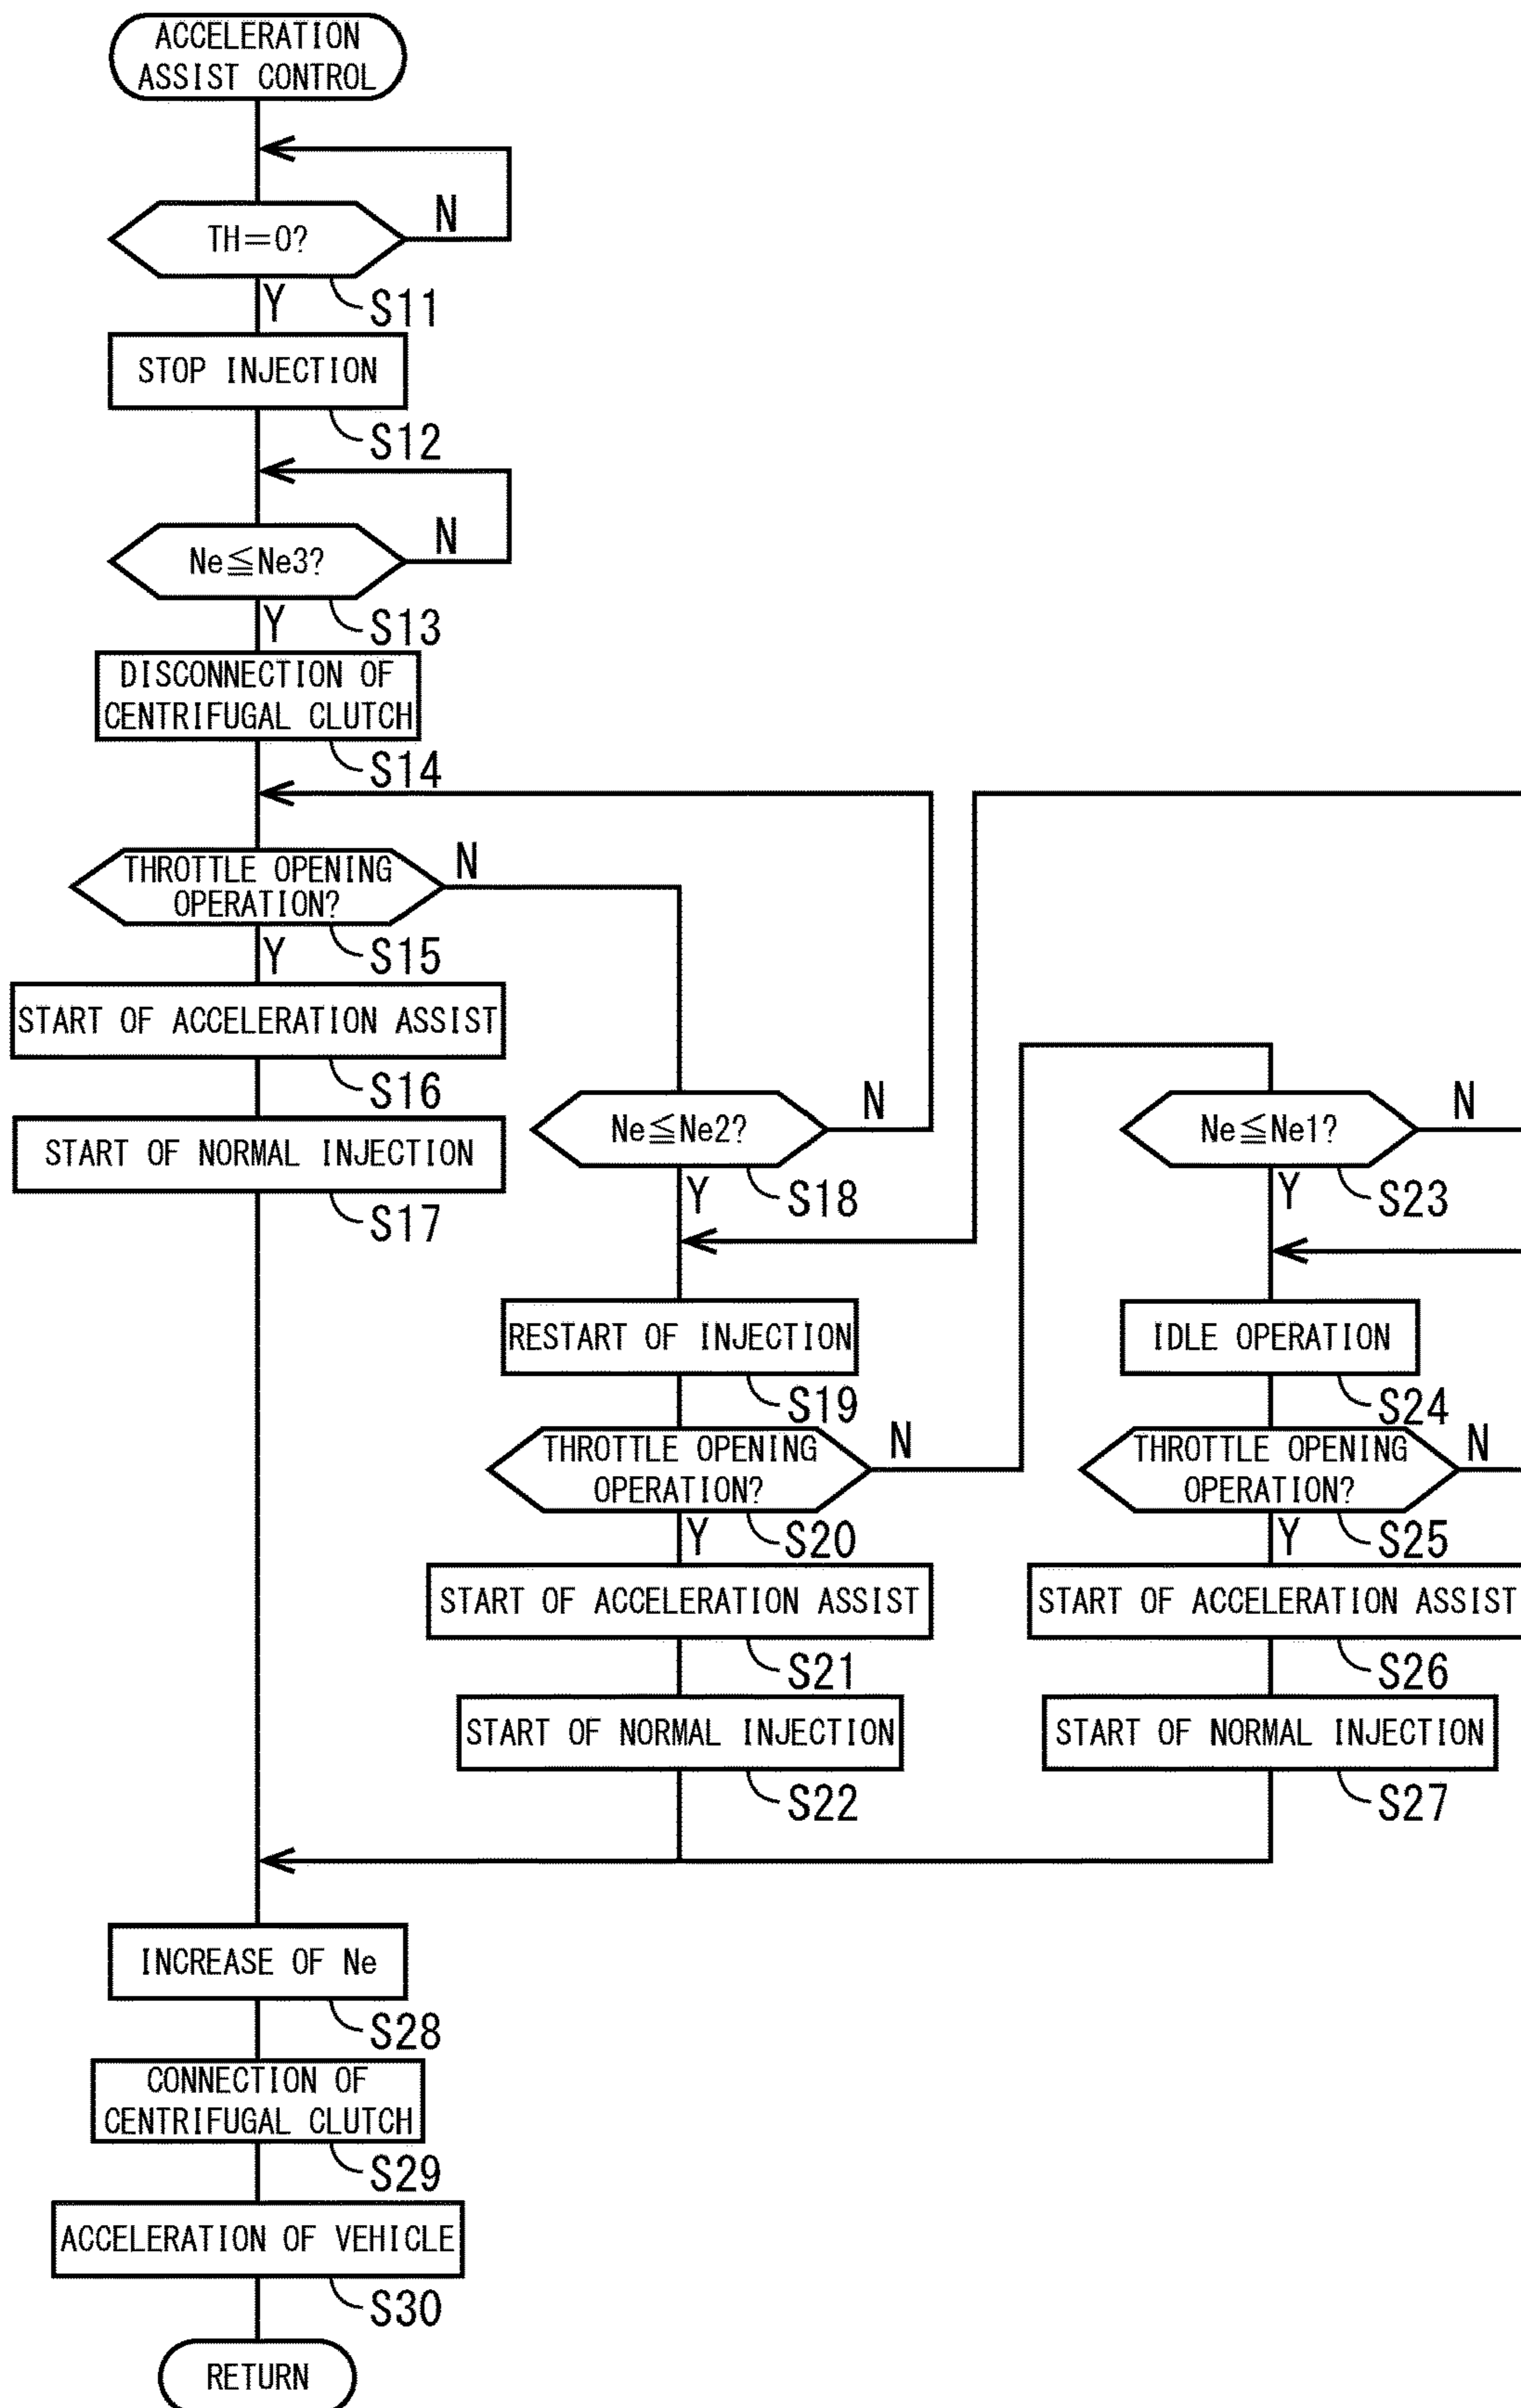 ACCELERATION
ASSIST CONTROL
TH=0?
N
Y
S11
STOP INJECTION
S12
Ne≦Ne3?
N
Y
S13
DISCONNECTION OF
CENTRIFUGAL CLUTCH
S14
THROTTLE OPENING
OPERATION?
N
Y
S15
START OF ACCELERATION ASSIST
S16
START OF NORMAL INJECTION
S17
Ne≦Ne2?
N
Y
S18
RESTART OF INJECTION
S19
THROTTLE OPENING
OPERATION?
N
Y
S20
START OF ACCELERATION ASSIST
S21
START OF NORMAL INJECTION
S22
Ne≦Ne1?
N
Y
S23
IDLE OPERATION
S24
THROTTLE OPENING
OPERATION?
N
Y
S25
START OF ACCELERATION ASSIST
S26
START OF NORMAL INJECTION
S27
INCREASE OF Ne
S28
CONNECTION OF
CENTRIFUGAL CLUTCH
S29
ACCELERATION OF VEHICLE
S30
RETURN